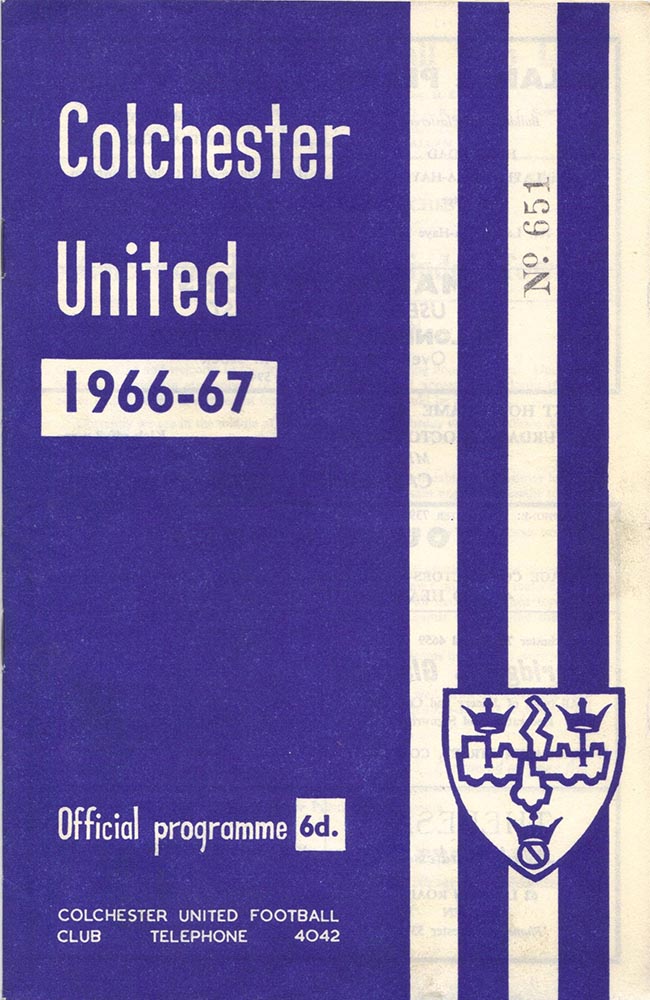 Colchester
United
1966-67
Nº 651
Official programme 6d.
COLCHESTER UNITED FOOTBALL
CLUB TELEPHONE 4042